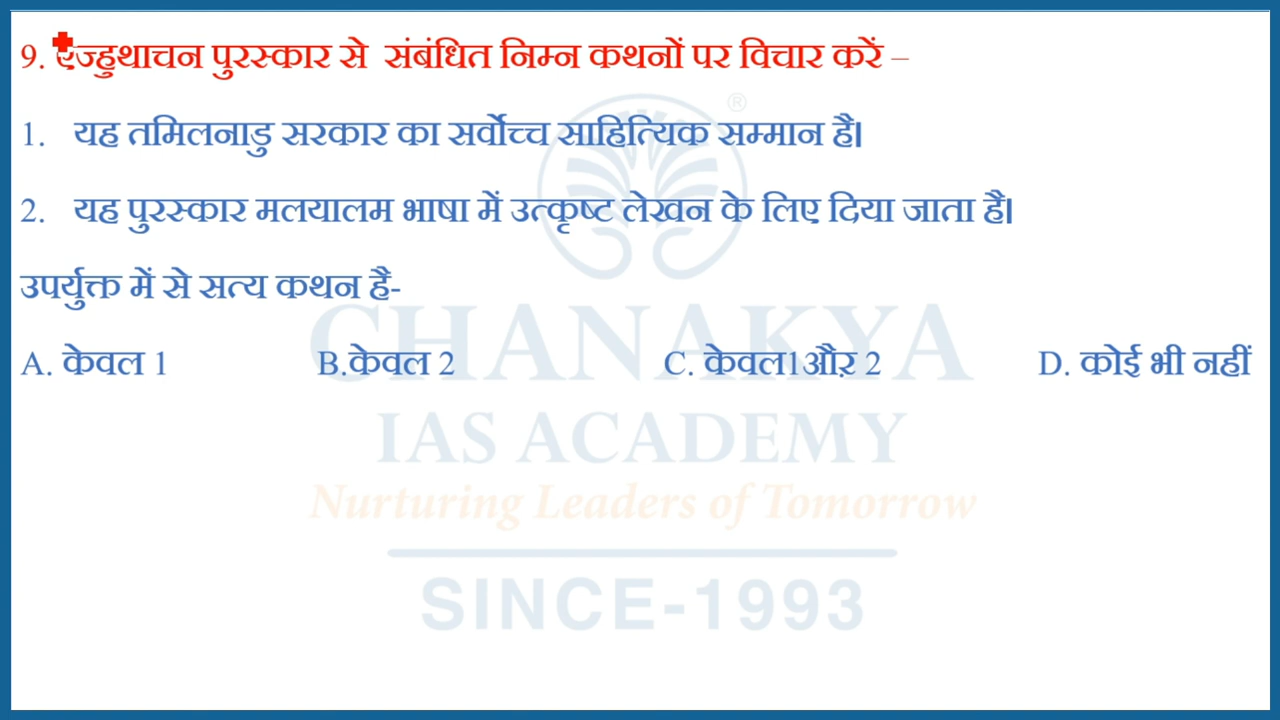 9. एज्हुथाचन पुरस्कार से संबंधित निम्न कथनों पर विचार करें –
1. यह तमिलनाडु सरकार का सर्वोच्च साहित्यिक सम्मान है।
2. यह पुरस्कार मलयालम भाषा में उत्कृष्ट लेखन के लिए दिया जाता है।
उपर्युक्त में से सत्य कथन है-
A. केवल 1 B.केवल 2 C. केवल1और 2 D. कोई भी नहीं
®
CHANAKYA
IAS ACADEMY
Nurturing Leaders of Tomorrow
SINCE-1993